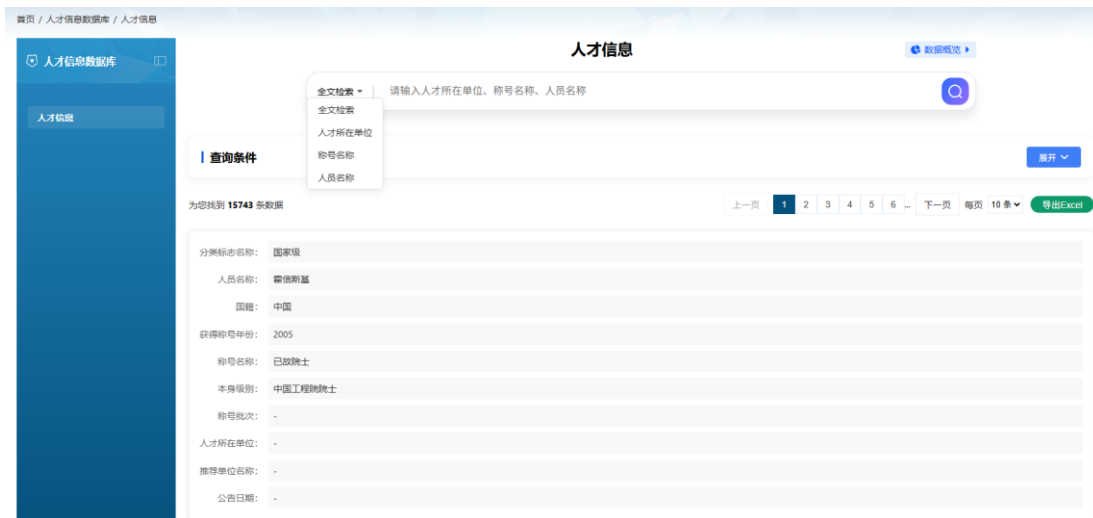 首页 / 人才信息数据库 / 人才信息
人才信息数据库
人才信息
人才信息
数据概览
全文检索
请输入人才所在单位、称号名称、人员名称
全文检索
人才所在单位
称号名称
人员名称
查询条件
展开
为您找到 15743 条数据
上一页 1 2 3 4 5 6 ... 下一页 每页 10 条 导出Excel
分类标志名称: 国家级
人员名称: 霍信斯基
国籍: 中国
获得称号年份: 2005
称号名称: 已故院士
本身级别: 中国工程院院士
称号批次: -
人才所在单位: -
推荐单位名称: -
公告日期: -